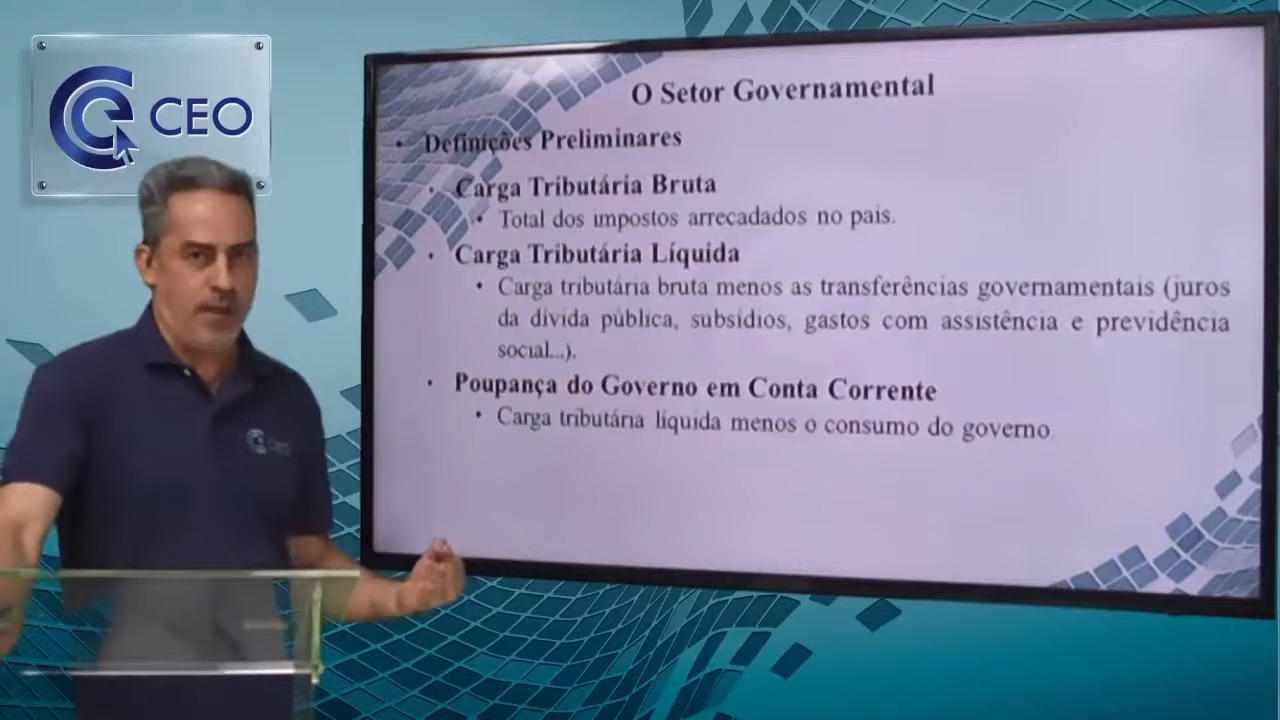 CEO
O Setor Governamental
• Definições Preliminares
• Carga Tributária Bruta
• Total dos impostos arrecadados no país.
• Carga Tributária Líquida
• Carga tributária bruta menos as transferências governamentais (juros
da dívida pública, subsídios, gastos com assistência e previdência
social...).
• Poupança do Governo em Conta Corrente
• Carga tributária líquida menos o consumo do governo.
CEO